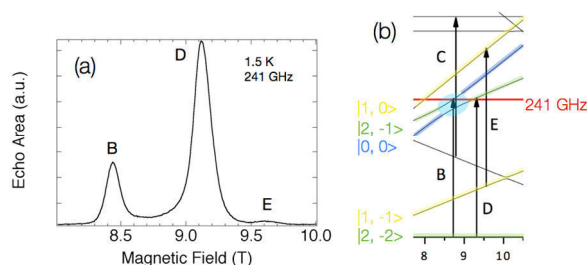 (a)
1.5 K
241 GHz
B
D
E
Echo Area (a.u.)
8.5
9.0
9.5
10.0
Magnetic Field (T)
(b)
C
241 GHz
|1, 0>
|2, -1>
|0, 0>
E
B
D
|1, -1>
|2, -2>
8
9
10